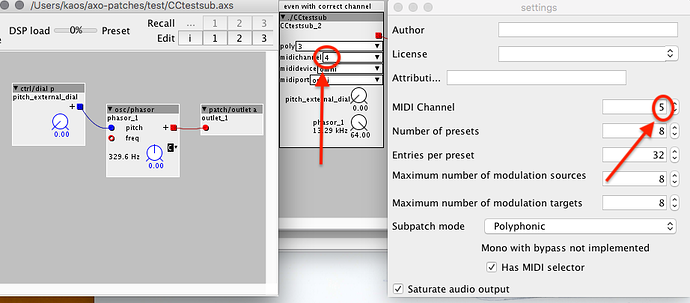 /Users/kaos/axo-patches/test/CCtestsub.axs
DSP load 0% Preset
Recall ... 1 2 3
Edit i 1 2 3
ctrl/dial p
pitch_external_dial
+
0.00
osc/phasor
phasor_1
+ pitch
freq
329.6 Hz
0.00
C
patch/outlet a
outlet_1
even with correct channel
./CCtestsub
CCtestsub_2
poly 3
midichannel 4
mididevice omni
midiport
pitch_external_dial
0.00
phasor_1
13.29 kHz
64.00
settings
Author
License
Attributi...
MIDI Channel 5
Number of presets 8
Entries per preset 32
Maximum number of modulation sources 8
Maximum number of modulation targets 8
Subpatch mode Polyphonic
Mono with bypass not implemented
Has MIDI selector
Saturate audio output